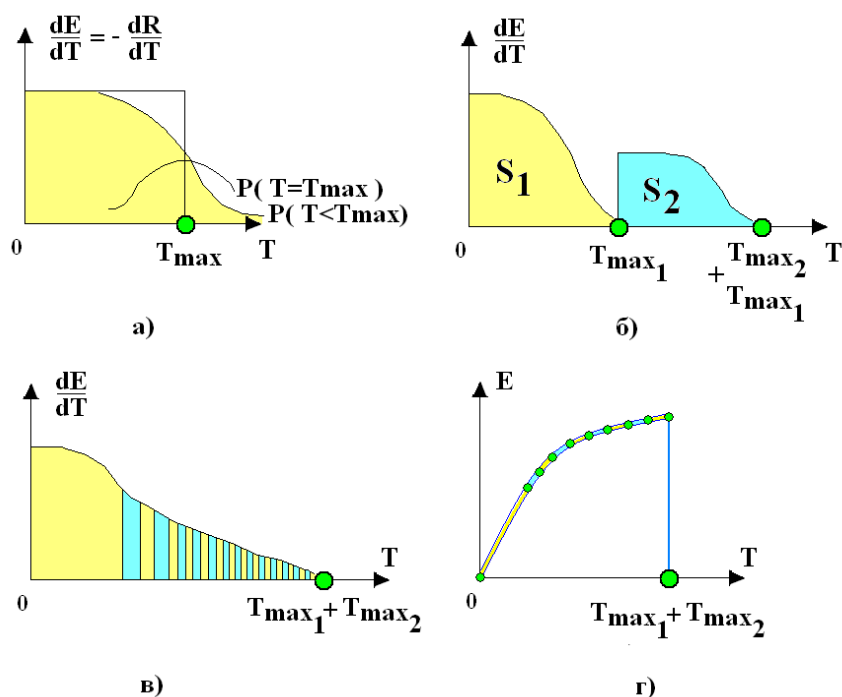 dE/dT = - dR/dT
P( T=Tmax )
P( T<Tmax)
0
Tmax
T
а)
dE/dT
S1
S2
0
Tmax1
Tmax2
+
Tmax1
T
б)
dE/dT
T
0
Tmax1+Tmax2
в)
E
T
0
Tmax1+Tmax2
г)